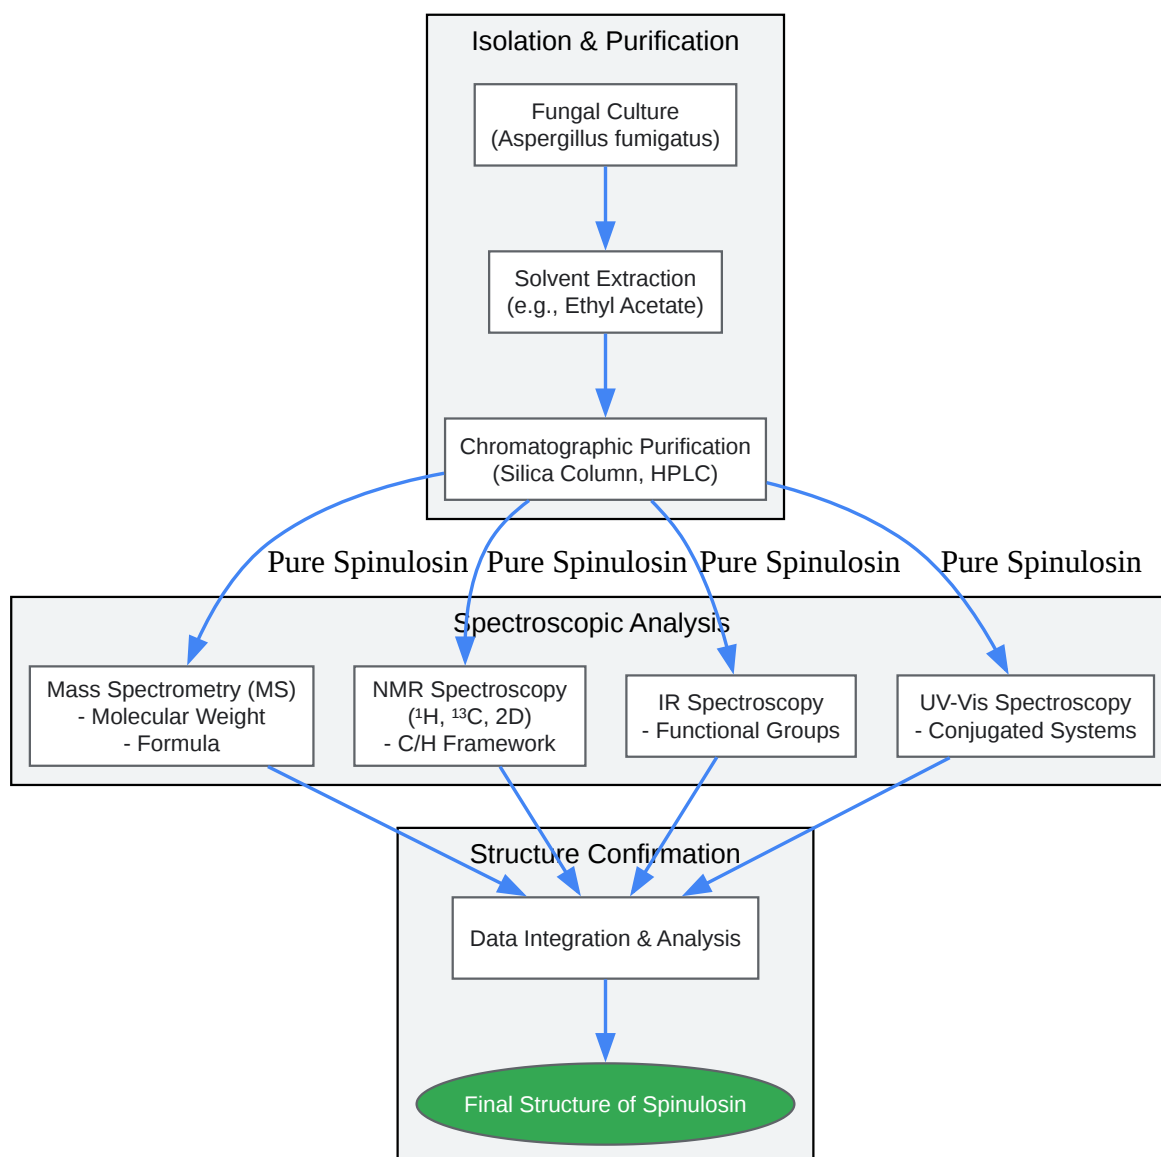 Isolation & Purification
Fungal Culture
(Aspergillus fumigatus)
Solvent Extraction
(e.g., Ethyl Acetate)
Chromatographic Purification
(Silica Column, HPLC)
Pure Spinulosin
Pure Spinulosin
Pure Spinulosin
Pure Spinulosin
Spectroscopic Analysis
Mass Spectrometry (MS)
- Molecular Weight
- Formula
NMR Spectroscopy
(¹H, ¹³C, 2D)
- C/H Framework
IR Spectroscopy
- Functional Groups
UV-Vis Spectroscopy
- Conjugated Systems
Structure Confirmation
Data Integration & Analysis
Final Structure of Spinulosin